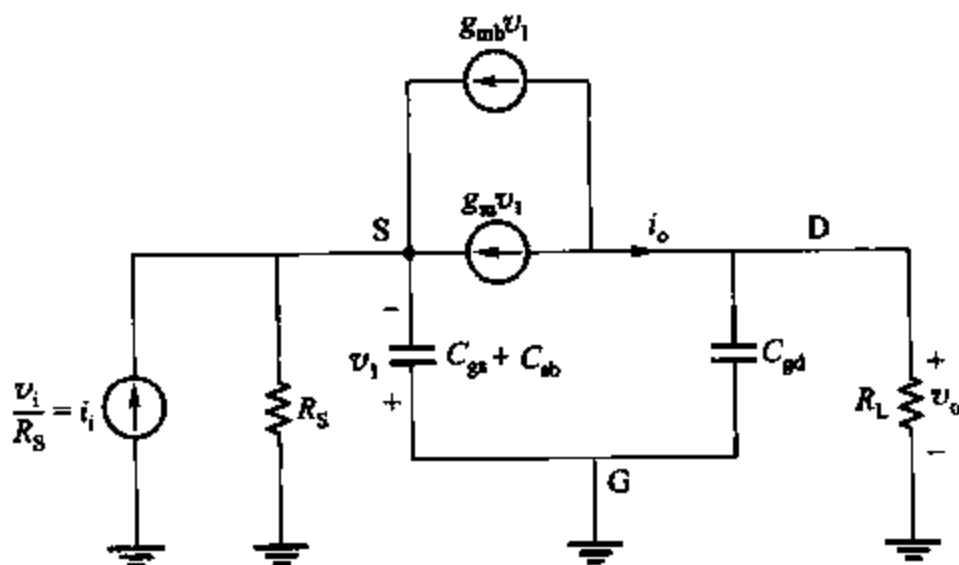 g_mb v_1
g_m v_1
S
i_o
D
−
v_1
C_gs + C_sb
+
C_gd
v_i/R_S = i_i
R_S
R_L
+
v_o
−
G